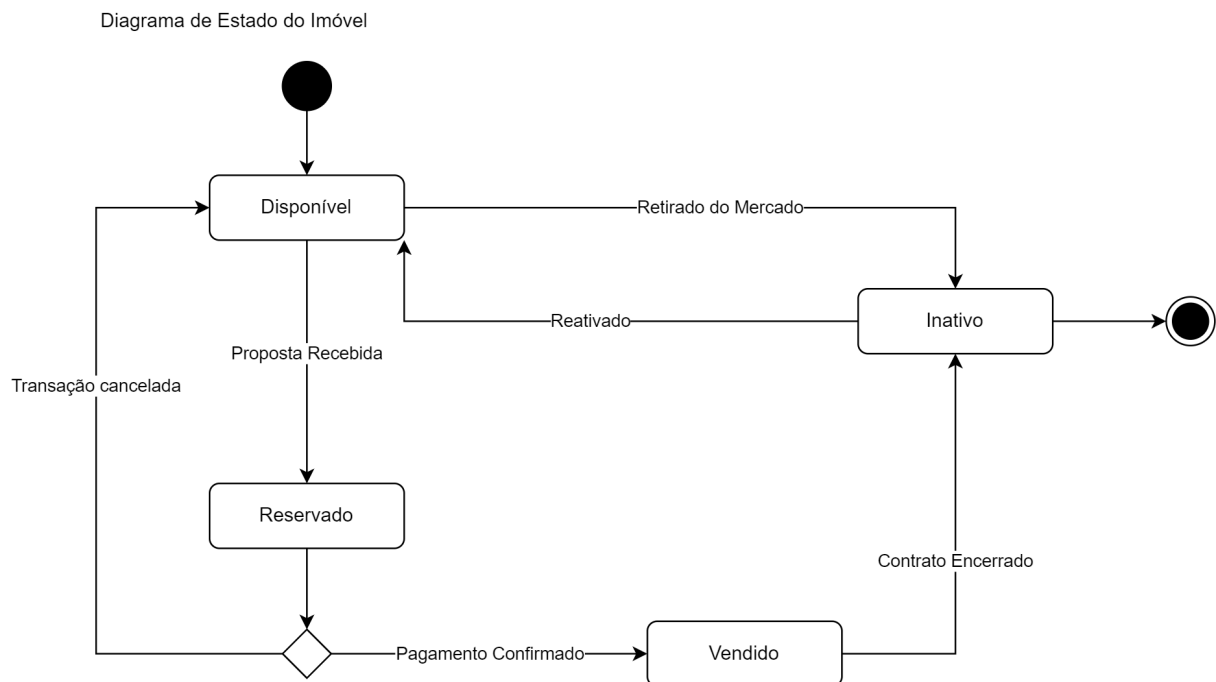 Diagrama de Estado do Imóvel
Disponível
Retirado do Mercado
Reativado
Inativo
Proposta Recebida
Transação cancelada
Reservado
Contrato Encerrado
Pagamento Confirmado
Vendido